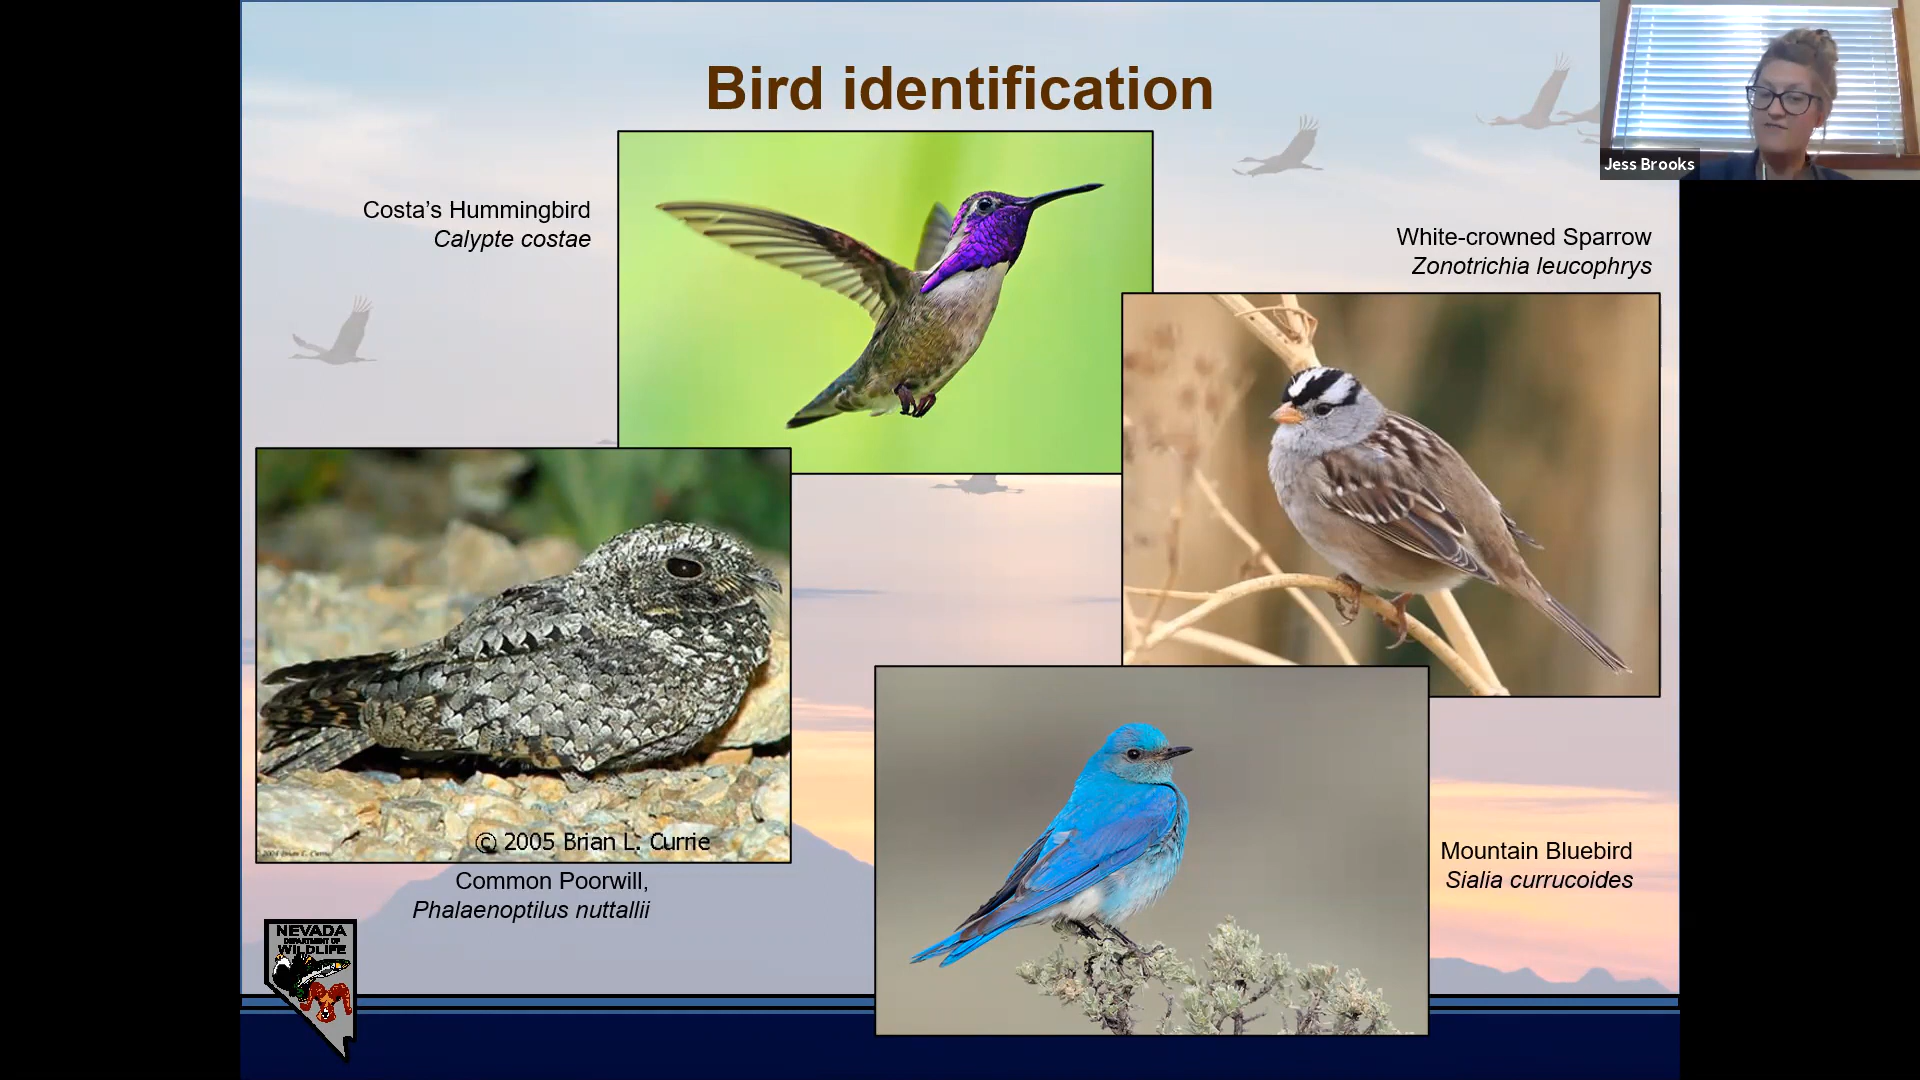 Bird identification
Jess Brooks
Costa’s Hummingbird
Calypte costae
White-crowned Sparrow
Zonotrichia leucophrys
© 2005 Brian L. Currie
Common Poorwill,
Phalaenoptilus nuttallii
Mountain Bluebird
Sialia currucoides
NEVADA
DEPARTMENT OF
WILDLIFE